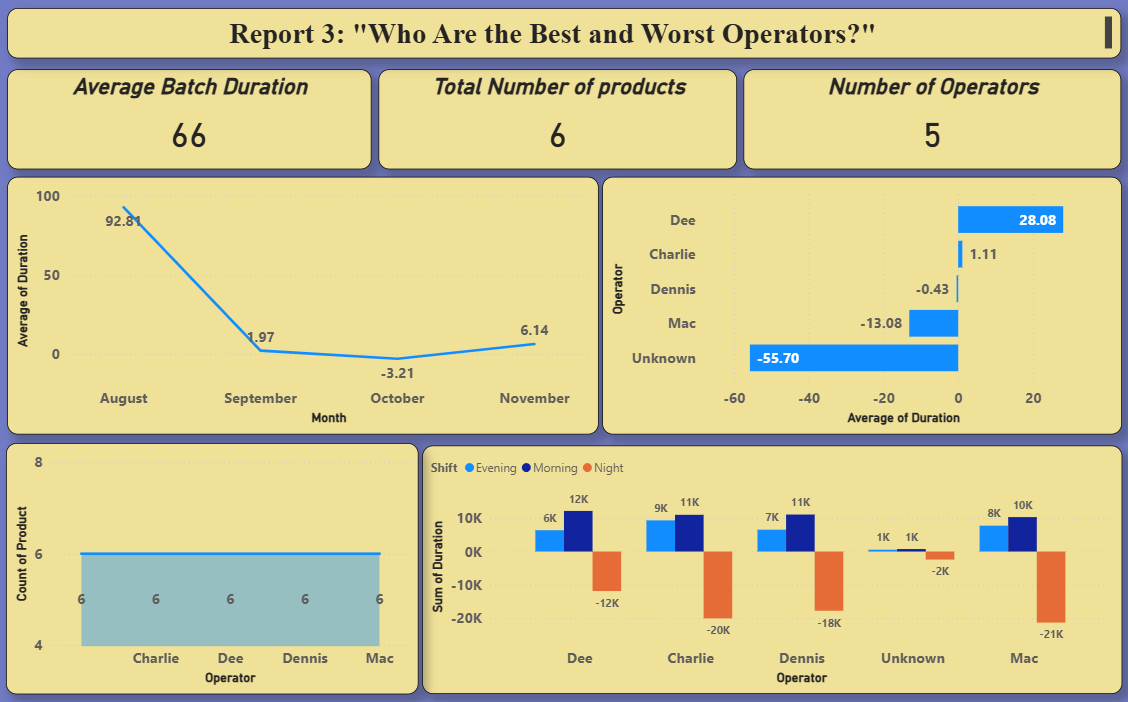 Report 3: "Who Are the Best and Worst Operators?"
Average Batch Duration
66
Total Number of products
6
Number of Operators
5
100
50
0
Average of Duration
92.81
1.97
-3.21
6.14
August September October November
Month
Operator
Dee 28.08
Charlie 1.11
Dennis -0.43
Mac -13.08
Unknown -55.70
-60 -40 -20 0 20
Average of Duration
8
6
4
Count of Product
6 6 6 6 6
Charlie Dee Dennis Mac
Operator
Shift Evening Morning Night
10K
0K
-10K
-20K
Sum of Duration
6K 12K -12K
9K 11K -20K
7K 11K -18K
1K 1K -2K
8K 10K -21K
Dee Charlie Dennis Unknown Mac
Operator